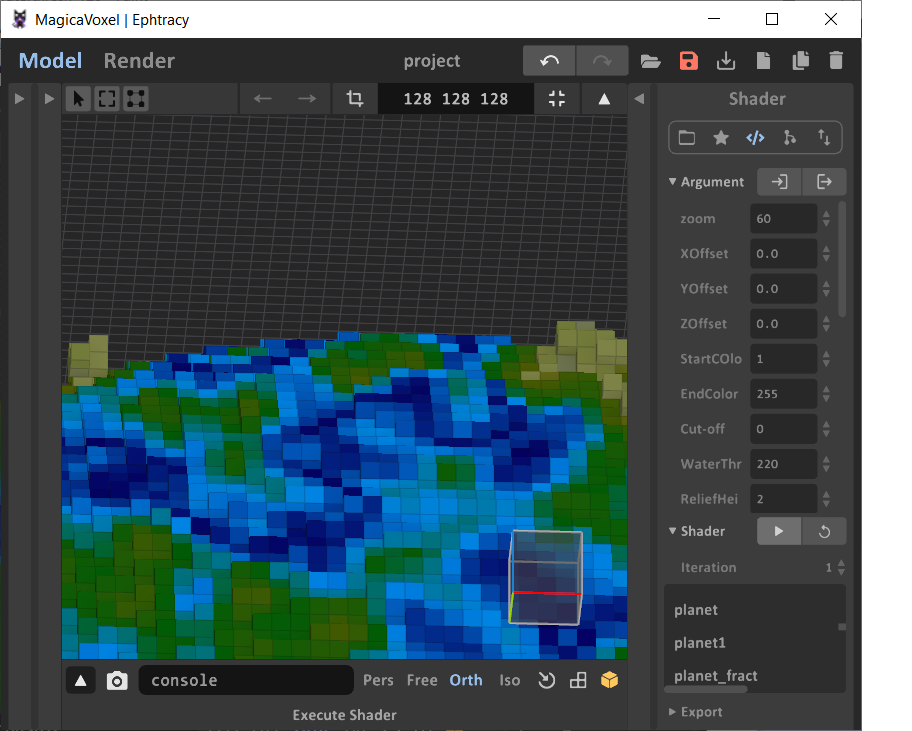 MagicaVoxel | Ephtracy
Model Render project
128 128 128
Shader
Argument
zoom 60
XOffset 0.0
YOffset 0.0
ZOffset 0.0
StartCOlo 1
EndColor 255
Cut-off 0
WaterThr 220
ReliefHei 2
Shader
Iteration 1
planet
planet1
planet_fract
console Pers Free Orth Iso
Export
Execute Shader